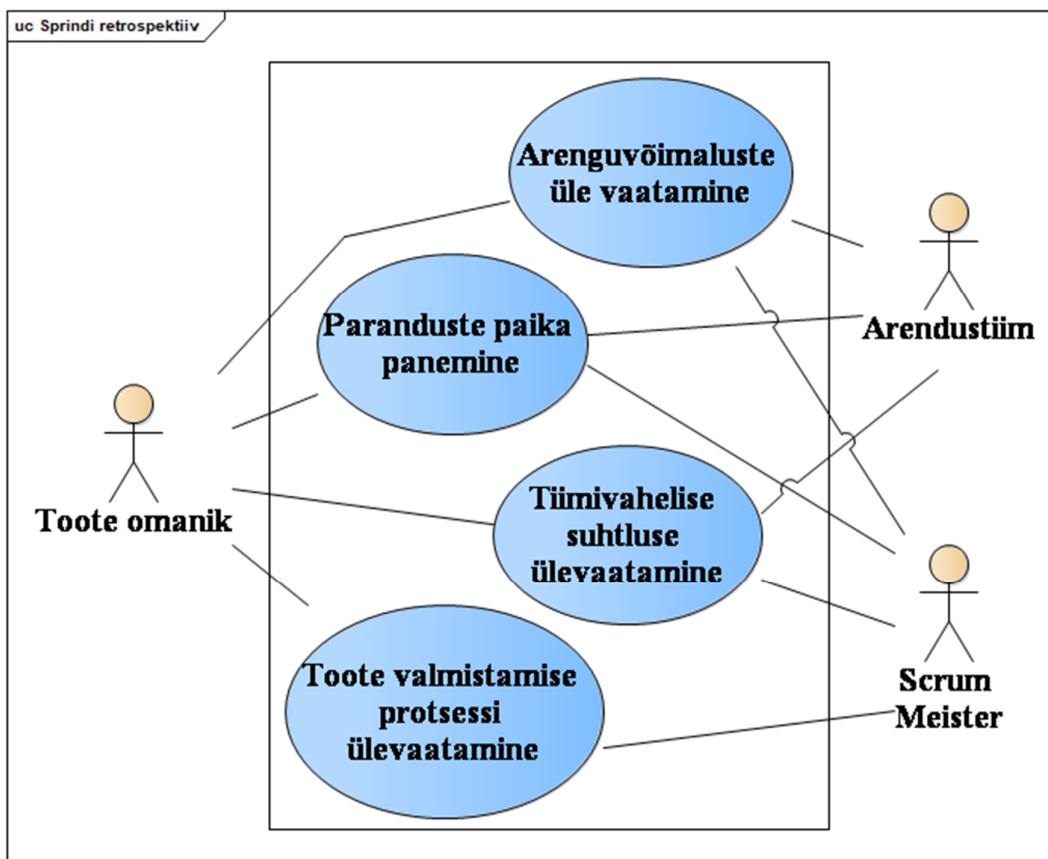 uc Sprindi retrospektiiv
Arenguvõimaluste
üle vaatamine
Paranduste paika
panemine
Tiimivahelise
suhtluse
ülevaatamine
Toote valmistamise
protsessi
ülevaatamine
Toote omanik
Arendustiim
Scrum
Meister